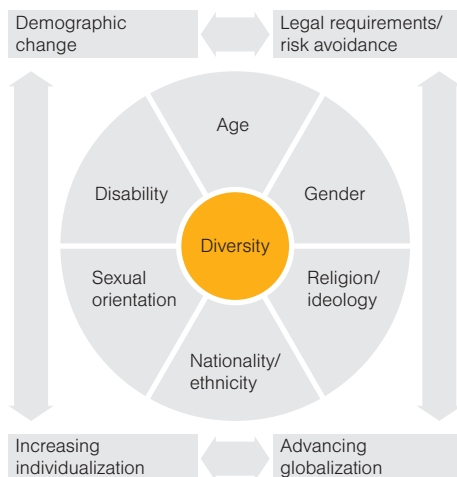 Demographic
change
Legal requirements/
risk avoidance
Age
Disability
Gender
Diversity
Sexual
orientation
Religion/
ideology
Nationality/
ethnicity
Increasing
individualization
Advancing
globalization